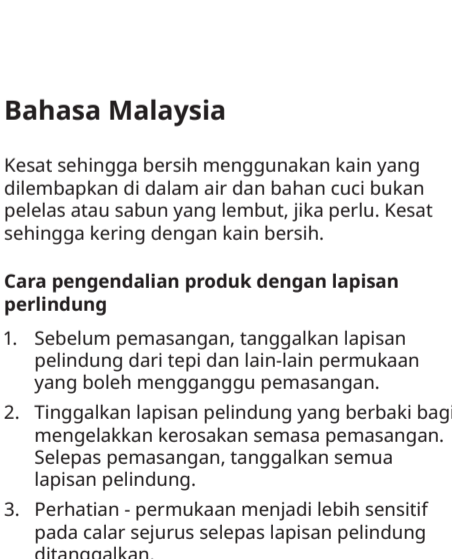 Bahasa Malaysia
Kesat sehingga bersih menggunakan kain yang
dilembapkan di dalam air dan bahan cuci bukan
pelelas atau sabun yang lembut, jika perlu. Kesat
sehingga kering dengan kain bersih.
Cara pengendalian produk dengan lapisan
perlindung
1. Sebelum pemasangan, tanggalkan lapisan
pelindung dari tepi dan lain-lain permukaan
yang boleh mengganggu pemasangan.
2. Tinggalkan lapisan pelindung yang berbaki bagi
mengelakkan kerosakan semasa pemasangan.
Selepas pemasangan, tanggalkan semua
lapisan pelindung.
3. Perhatian - permukaan menjadi lebih sensitif
pada calar sejurus selepas lapisan pelindung
ditanggalkan.